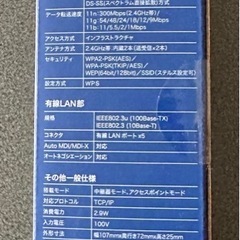 DS-SS(スペクトラム直接拡散)方式
データ転送速度 11n:300Mbps(2.4GHz帯)
11g:54/48/24/18/12/9Mbps
11b:11/5.5/2/1Mbps
アクセス方式 インフラストラクチャ
アンテナ方式 2.4GHz帯 内蔵2本(送受信×2本)
セキュリティ WPA2-PSK(AES)、
WPA-PSK(TKIP/AES)、
WEP(64bit/128bit)/SSID(ステルス設定可)
設定方式 WPS
有線LAN部
規格 IEEE802.3u (100Base-TX)
IEEE802.3 (10Base-T)
コネクタ 有線LANポート×5
Auto MDI/MDI-X 対応
オートネゴシエーション 対応
その他一般仕様
搭載モード 中継器モード、アクセスポイントモード
対応プロトコル TCP/IP
消費電力 2.9W
入力電圧 100V
外形寸法 幅107mm×高さ72mm×高さ25mm